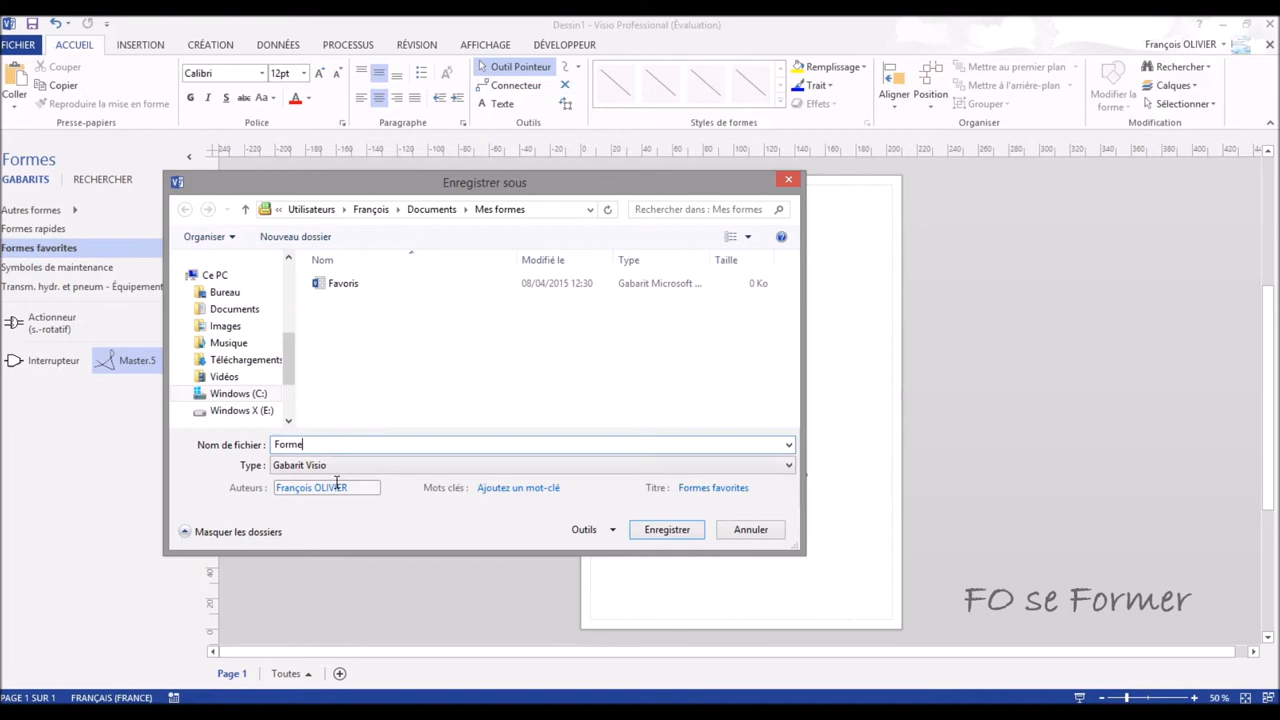 Dessin1 - Visio Professional (Évaluation)
FICHIER ACCUEIL INSERTION CRÉATION DONNÉES PROCESSUS RÉVISION AFFICHAGE DÉVELOPPEUR François OLIVIER
Couper Calibri 12pt Outil Pointeur Remplissage Mettre au premier plan Rechercher
Copier Connecteur Trait Mettre à l'arrière-plan Calques
Coller Reproduire la mise en forme G I S abc Aa A Texte Effets Aligner Position Grouper Modifier la forme Sélectionner
Presse-papiers Police Paragraphe Outils Styles de formes Organiser Modification
Formes
GABARITS RECHERCHER
Autres formes
Formes rapides
Formes favorites
Symboles de maintenance
Transm. hydr. et pneum - Équipement
Actionneur
(s.-rotatif)
Interrupteur Master.5
Enregistrer sous
Utilisateurs François Documents Mes formes Rechercher dans : Mes formes
Organiser Nouveau dossier
Nom Modifié le Type Taille
Favoris 08/04/2015 12:30 Gabarit Microsoft ... 0 Ko
Ce PC
Bureau
Documents
Images
Musique
Téléchargements
Vidéos
Windows (C:)
Windows X (E:)
Nom de fichier : Forme
Type : Gabarit Visio
Auteurs : François OLIVIER Mots clés : Ajoutez un mot-clé Titre : Formes favorites
Masquer les dossiers Outils Enregistrer Annuler
FO se Former
Page 1 Toutes
PAGE 1 SUR 1 FRANÇAIS (FRANCE) 50 %